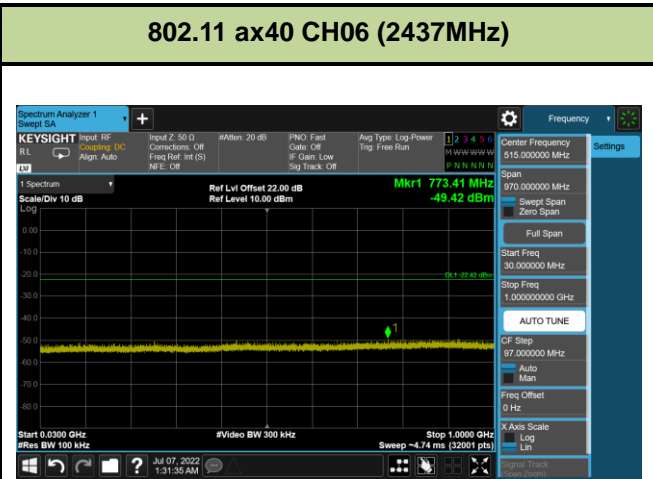 802.11 ax40 CH06 (2437MHz)
Spectrum Analyzer 1
Swept SA
+
Frequency
KEYSIGHT
RL
LXI
Input: RF
Coupling: DC
Align: Auto
Input Z: 50 Ω
Corrections: Off
Freq Ref: Int (S)
NFE: Off
#Atten: 20 dB
PNO: Fast
Gate: Off
IF Gain: Low
Sig Track: Off
Avg Type: Log-Power
Trig: Free Run
1 2 3 4 5 6
M W W W W W
P N N N N N
Center Frequency
515.000000 MHz
Settings
1 Spectrum
Scale/Div 10 dB
Log
Ref Lvl Offset 22.00 dB
Ref Level 10.00 dBm
Mkr1 773.41 MHz
-49.42 dBm
Span
970.000000 MHz
Swept Span
Zero Span
Full Span
Start Freq
30.000000 MHz
Stop Freq
1.000000000 GHz
AUTO TUNE
CF Step
97.000000 MHz
Auto
Man
Freq Offset
0 Hz
X Axis Scale
Log
Lin
Signal Track
(Span Zoom)
0.00
-10.0
-20.0
DL1 -22.42 dBm
-30.0
-40.0
1
-50.0
-60.0
-70.0
-80.0
Start 0.0300 GHz
#Res BW 100 kHz
#Video BW 300 kHz
Stop 1.0000 GHz
Sweep ~4.74 ms (32001 pts)
?
Jul 07, 2022
1:31:35 AM